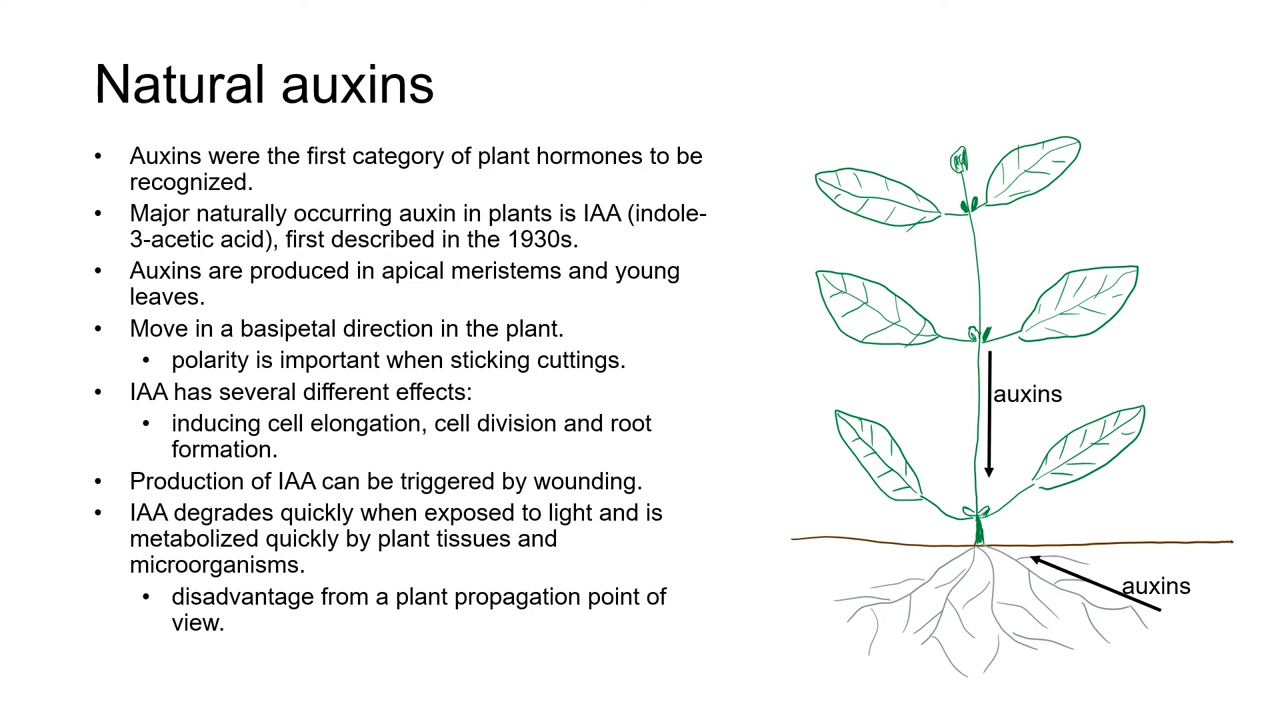 Natural auxins
• Auxins were the first category of plant hormones to be
recognized.
• Major naturally occurring auxin in plants is IAA (indole-
3-acetic acid), first described in the 1930s.
• Auxins are produced in apical meristems and young
leaves.
• Move in a basipetal direction in the plant.
• polarity is important when sticking cuttings.
• IAA has several different effects:
• inducing cell elongation, cell division and root
formation.
• Production of IAA can be triggered by wounding.
• IAA degrades quickly when exposed to light and is
metabolized quickly by plant tissues and
microorganisms.
• disadvantage from a plant propagation point of
view.
auxins
auxins